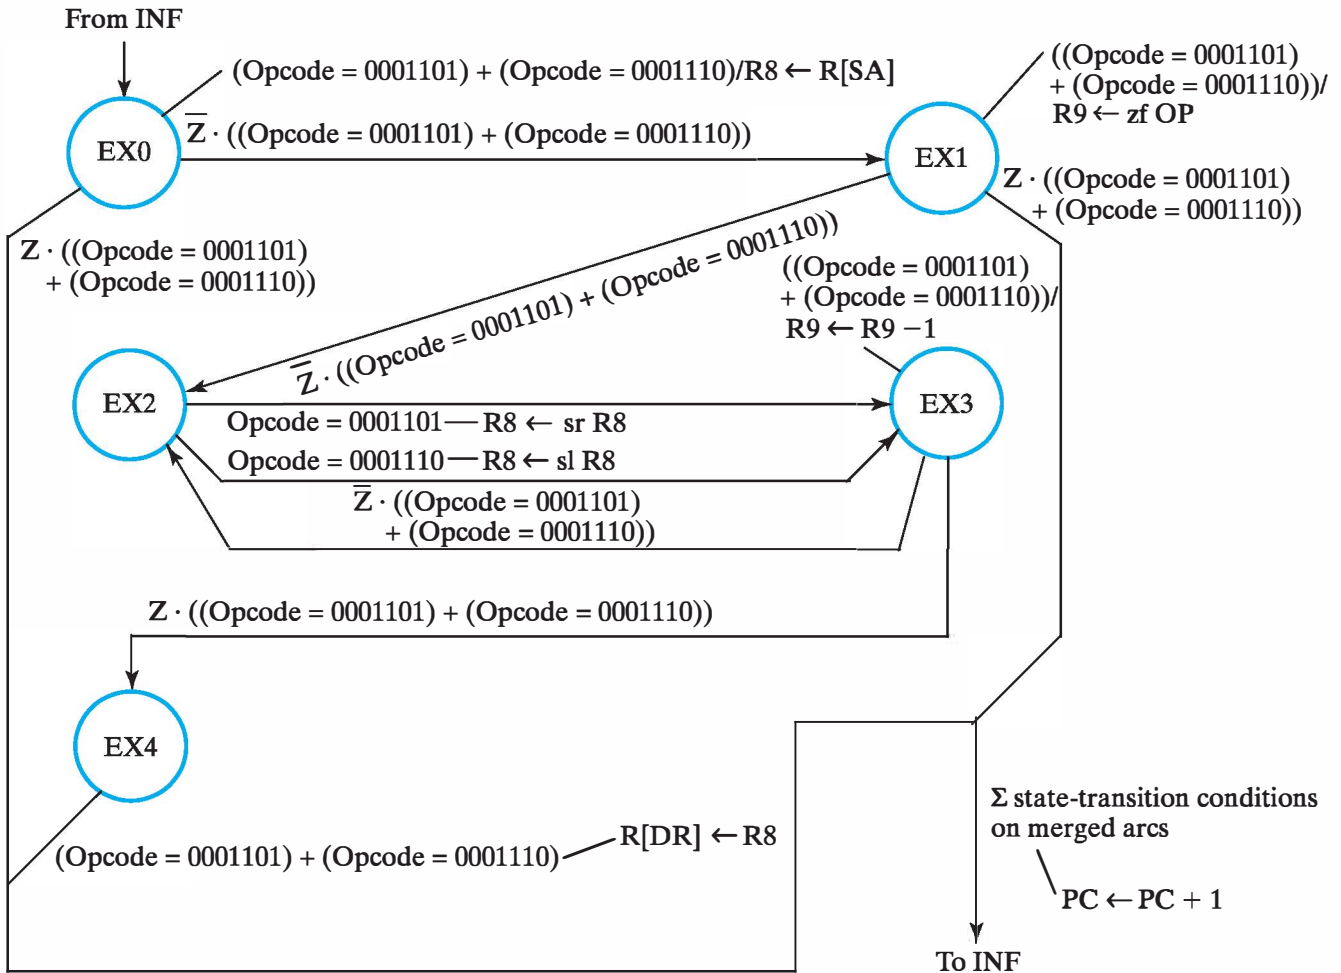 From INF
(Opcode = 0001101) + (Opcode = 0001110)/R8 ← R[SA]
((Opcode = 0001101)
+ (Opcode = 0001110))/
R9 ← zf OP
EX0
Z̅ · ((Opcode = 0001101) + (Opcode = 0001110))
EX1
Z · ((Opcode = 0001101)
+ (Opcode = 0001110))
Z · ((Opcode = 0001101)
+ (Opcode = 0001110))
Z̅ · ((Opcode = 0001101) + (Opcode = 0001110))
((Opcode = 0001101)
+ (Opcode = 0001110))/
R9 ← R9 −1
EX2
EX3
Opcode = 0001101 — R8 ← sr R8
Opcode = 0001110 — R8 ← sl R8
Z̅ · ((Opcode = 0001101)
+ (Opcode = 0001110))
Z · ((Opcode = 0001101) + (Opcode = 0001110))
EX4
(Opcode = 0001101) + (Opcode = 0001110)
R[DR] ← R8
Σ state-transition conditions
on merged arcs
PC ← PC + 1
To INF